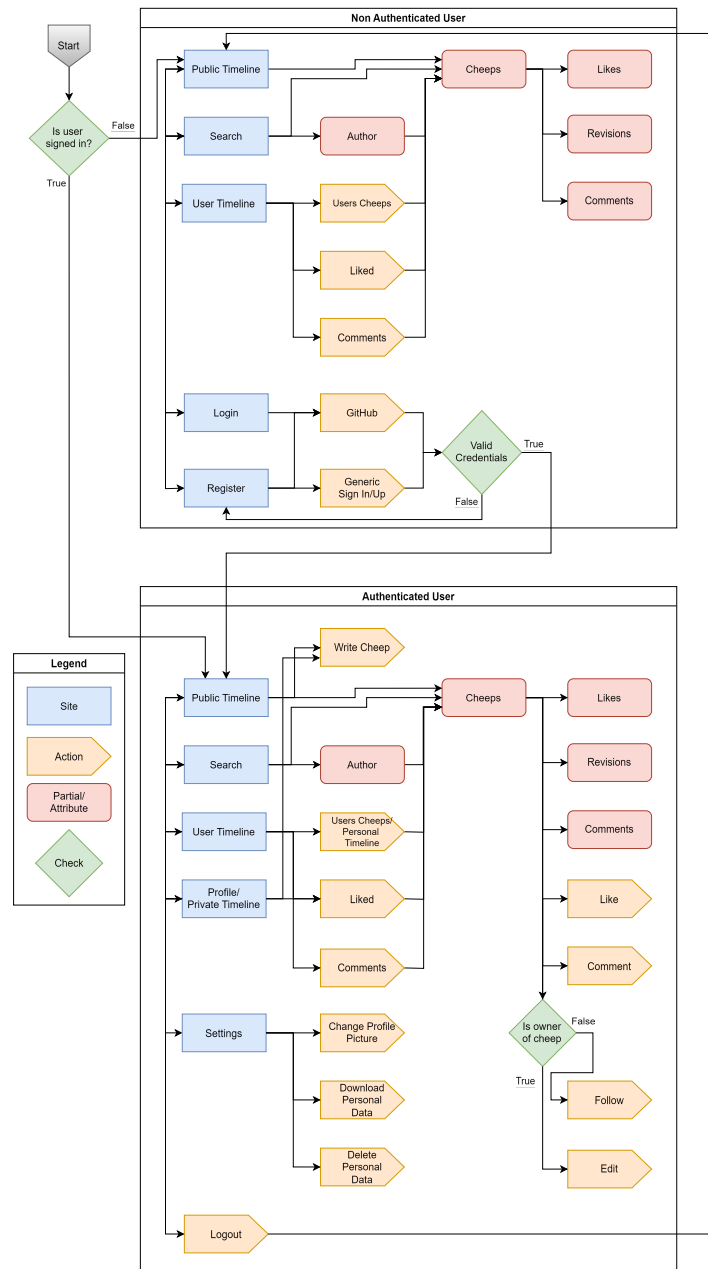 Non Authenticated User
Start
Public Timeline
Cheeps
Likes
Is user
signed in?
False
True
Search
Author
Revisions
User Timeline
Users Cheeps
Comments
Liked
Comments
Login
GitHub
Valid
Credentials
True
False
Register
Generic
Sign In/Up
Authenticated User
Write Cheep
Legend
Site
Action
Partial/
Attribute
Check
Public Timeline
Cheeps
Likes
Search
Author
Revisions
User Timeline
Users Cheeps/
Personal
Timeline
Comments
Profile/
Private Timeline
Liked
Like
Comments
Comment
Settings
Change Profile
Picture
Is owner
of cheep
False
True
Download
Personal
Data
Follow
Delete
Personal
Data
Edit
Logout